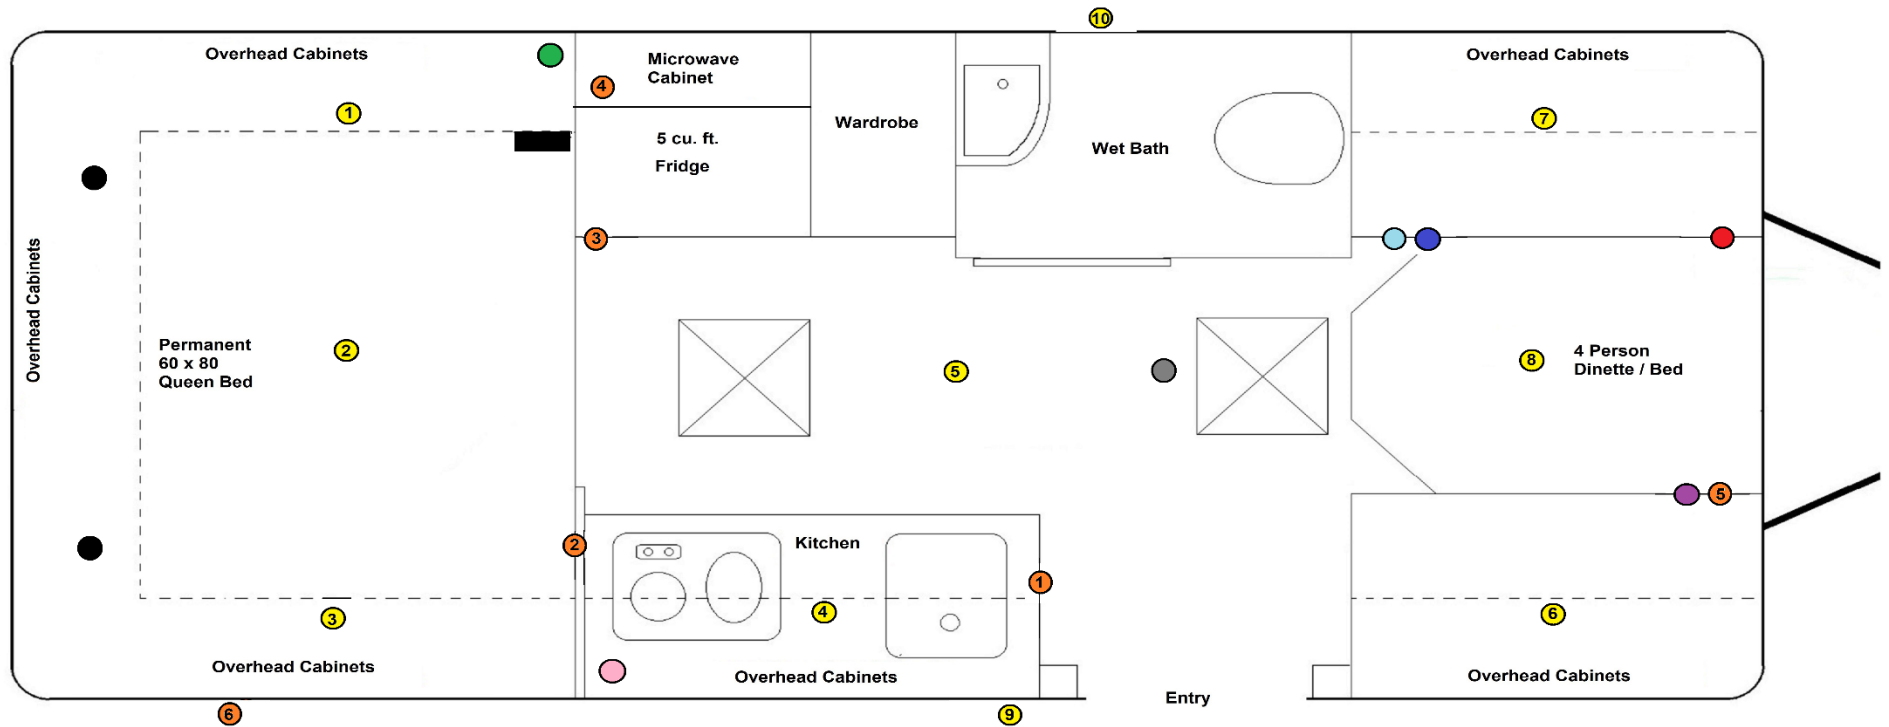 10
Overhead Cabinets
Microwave
Cabinet
4
Overhead Cabinets
1
Wardrobe
7
5 cu. ft.
Fridge
Wet Bath
3
Overhead Cabinets
Permanent
60 x 80
Queen Bed
2
5
8
4 Person
Dinette / Bed
5
2
Kitchen
1
3
4
6
Overhead Cabinets
Overhead Cabinets
Overhead Cabinets
Entry
6
9